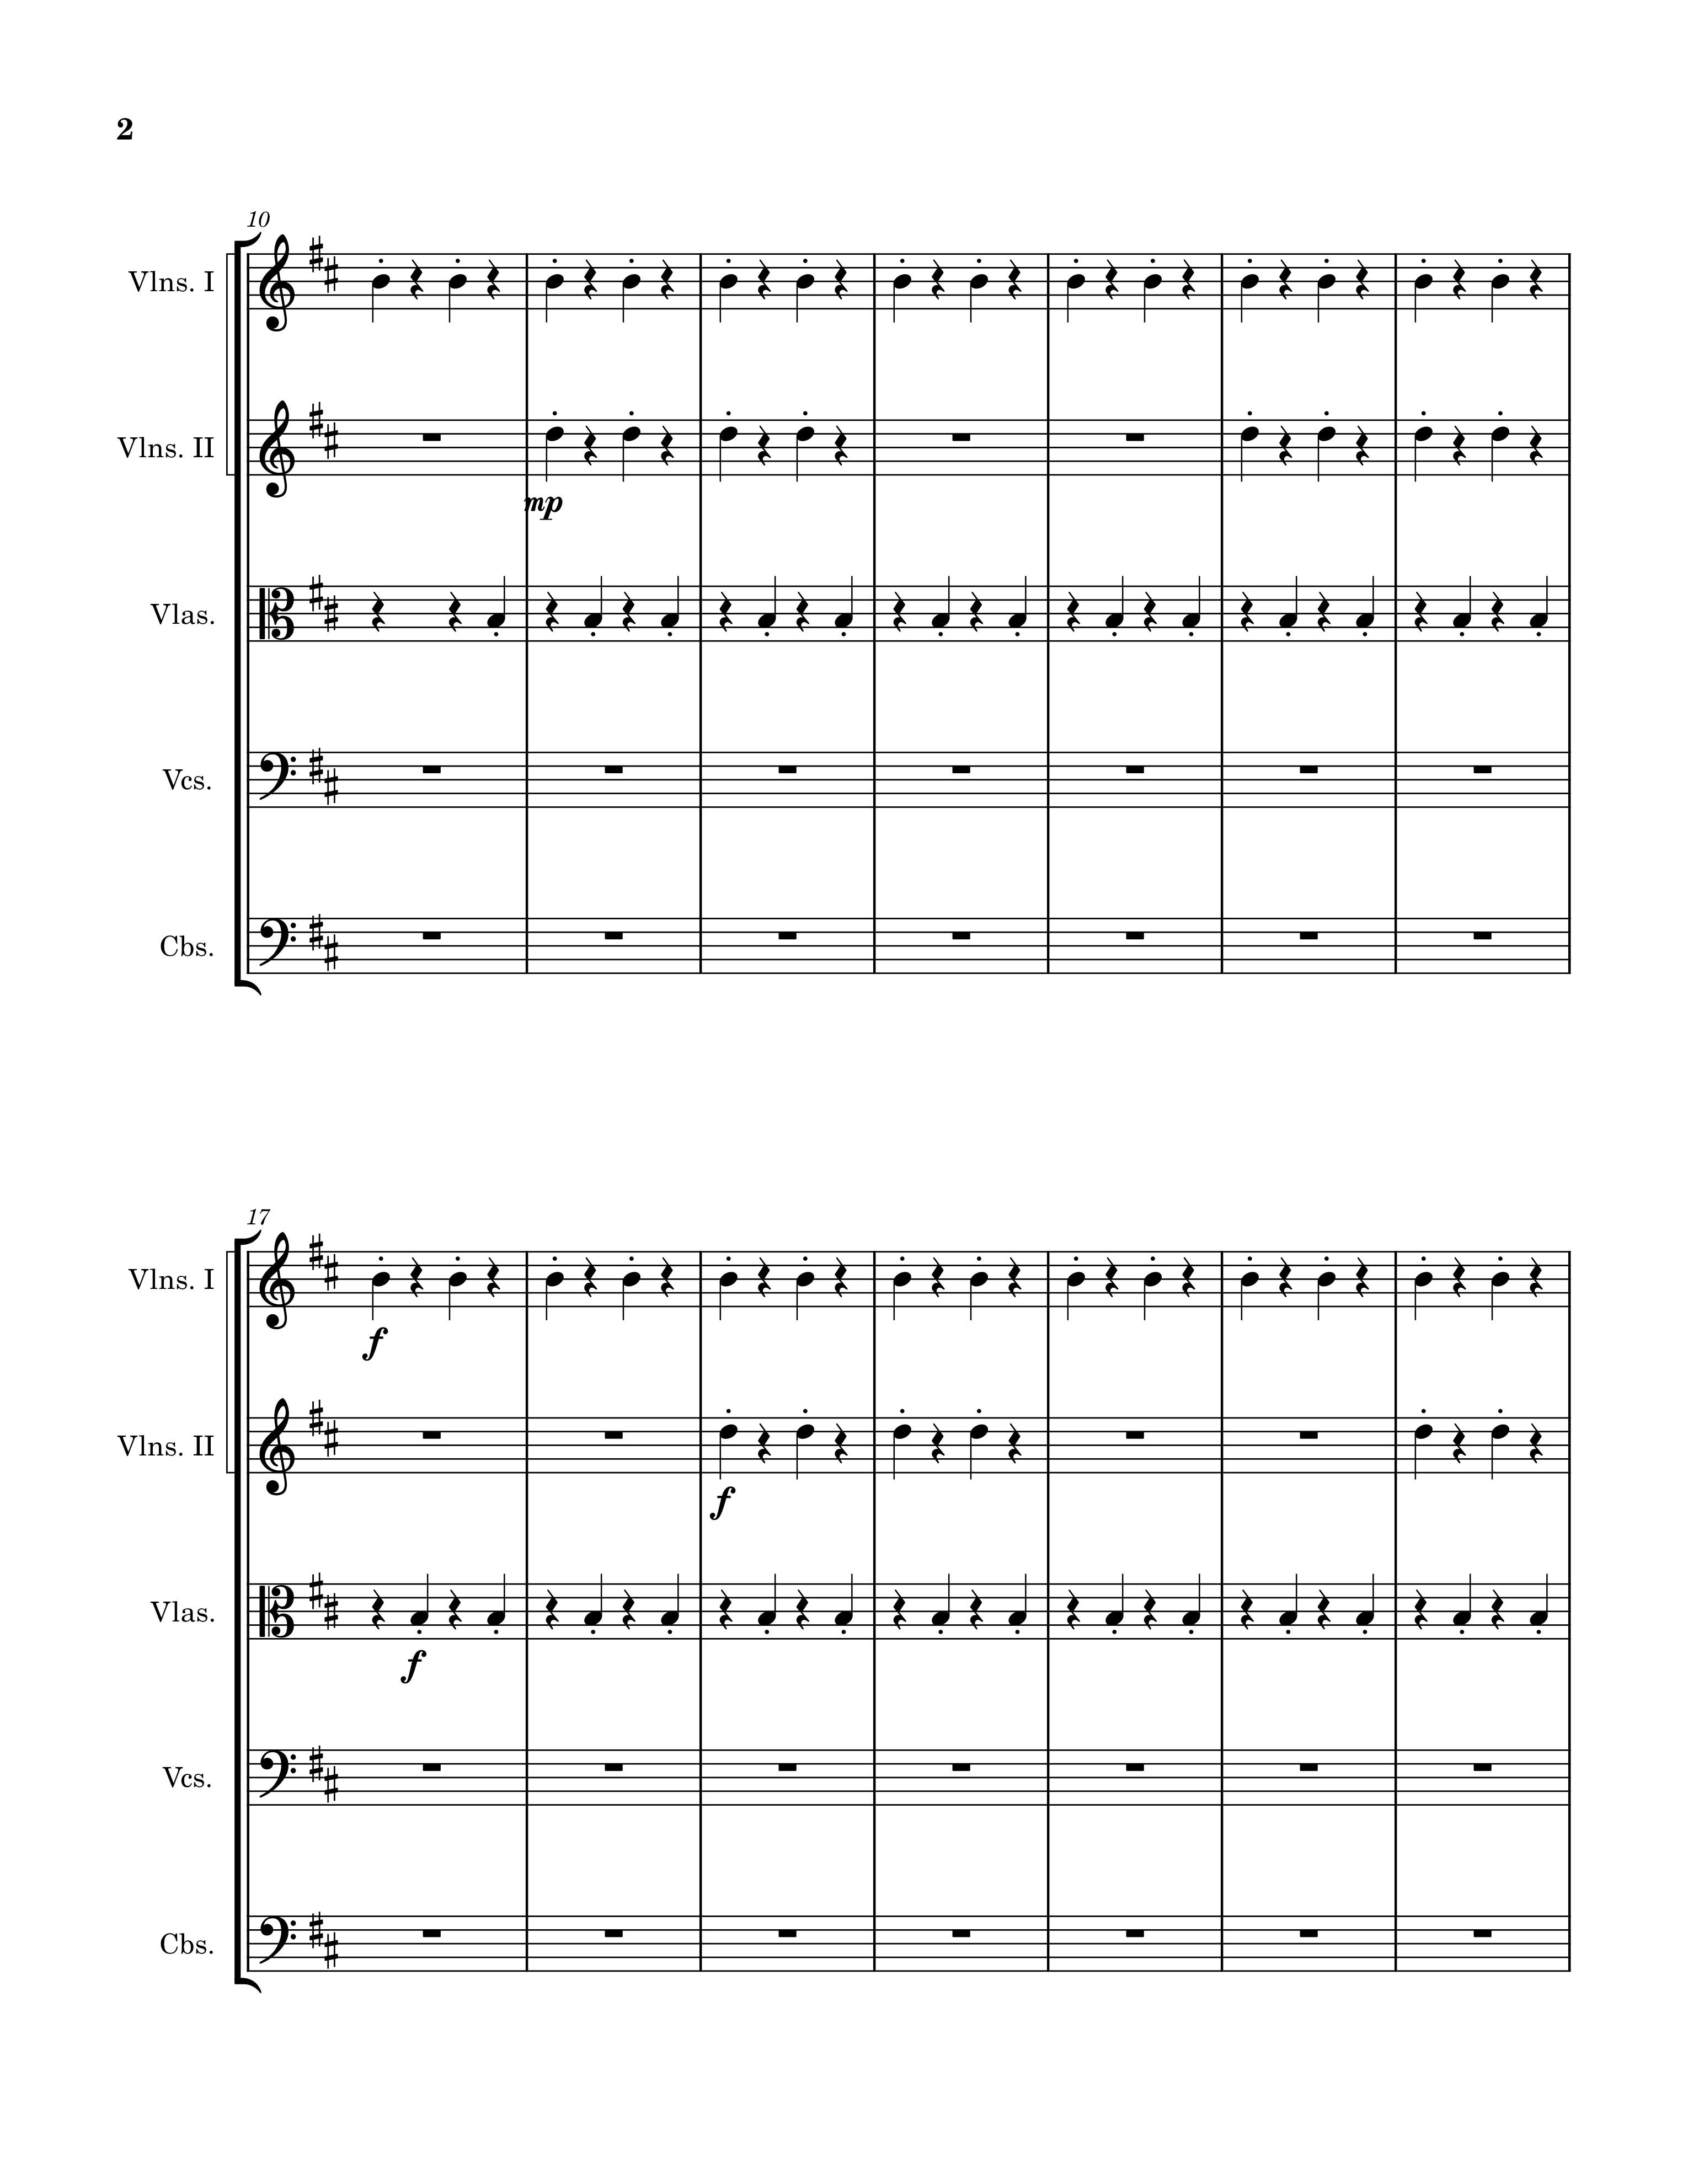 2
10
Vlns. I
Vlns. II
mp
Vlas.
Vcs.
Cbs.
17
Vlns. I
f
Vlns. II
f
Vlas.
f
Vcs.
Cbs.